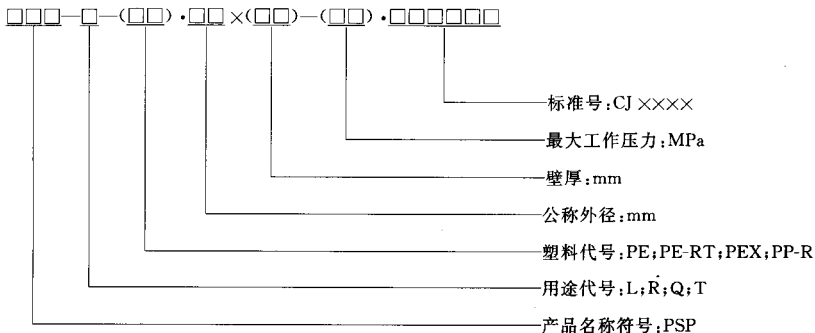 □□□—□—(□□)·□□×(□□)—(□□)·□□□□□□
标准号:CJ ××××
最大工作压力:MPa
壁厚:mm
公称外径:mm
塑料代号:PE;PE-RT;PEX;PP-R
用途代号:L;R;Q;T
产品名称符号:PSP